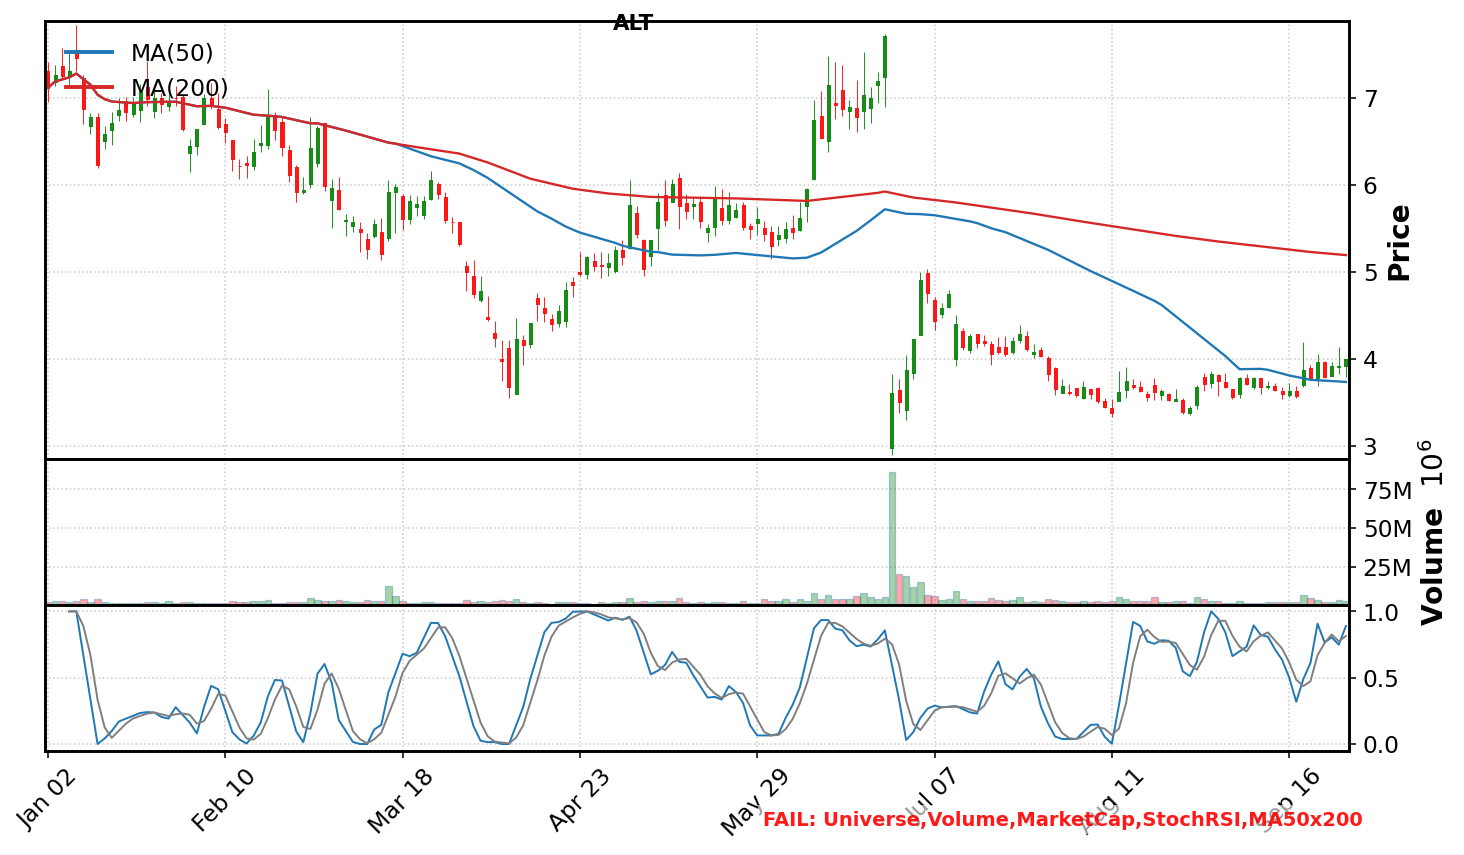 ALT
MA(50)
MA(200)
7
6
5
4
3
Price
75M
50M
25M
Volume 10^6
1.0
0.5
0.0
Jan 02
Feb 10
Mar 18
Apr 23
May 29
Jul 07
Aug 11
Sep 16
FAIL: Universe,Volume,MarketCap,StochRSI,MA50x200